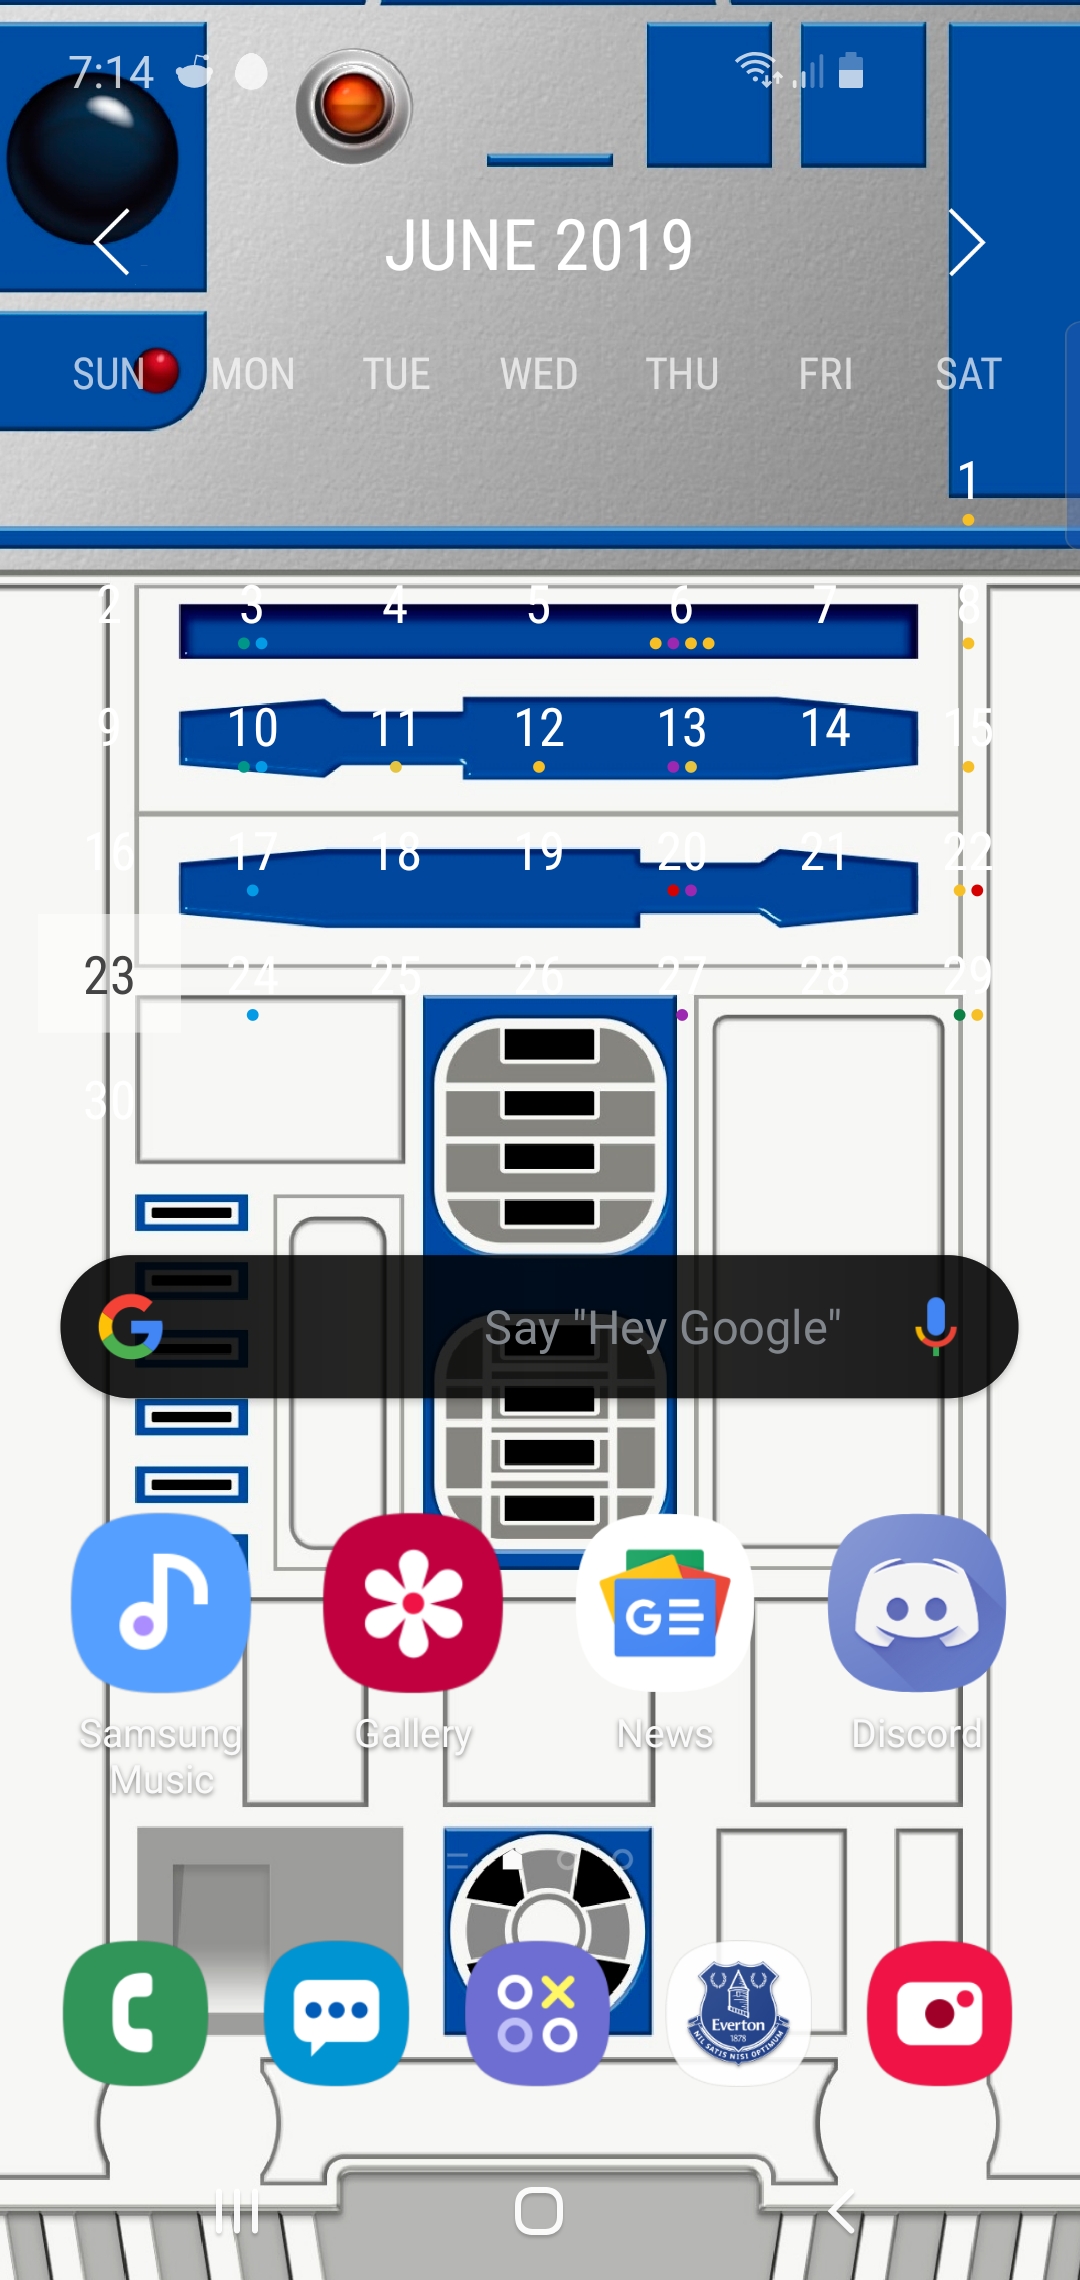 7:14
JUNE 2019
SUN MON TUE WED THU FRI SAT
1
2 3 4 5 6 7 8
9 10 11 12 13 14 15
16 17 18 19 20 21 22
23 24 25 26 27 28 29
30
G Say "Hey Google"
G
Samsung Gallery News Discord
Music
Everton
1878
NIL SATIS NISI OPTIMUM